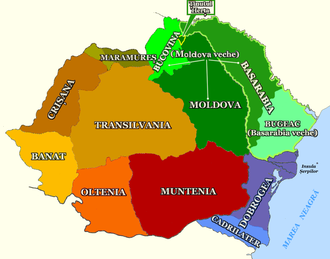 Ținutul
Herța
BUCOVINA
(Moldova veche)
MARAMUREȘ
BASARABIA
CRIȘANA
MOLDOVA
TRANSILVANIA
BUGEAC
(Basarabia veche)
BANAT
Insula
Șerpilor
OLTENIA
MUNTENIA
DOBROGEA
CADRILATER
MAREA NEAGRĂ